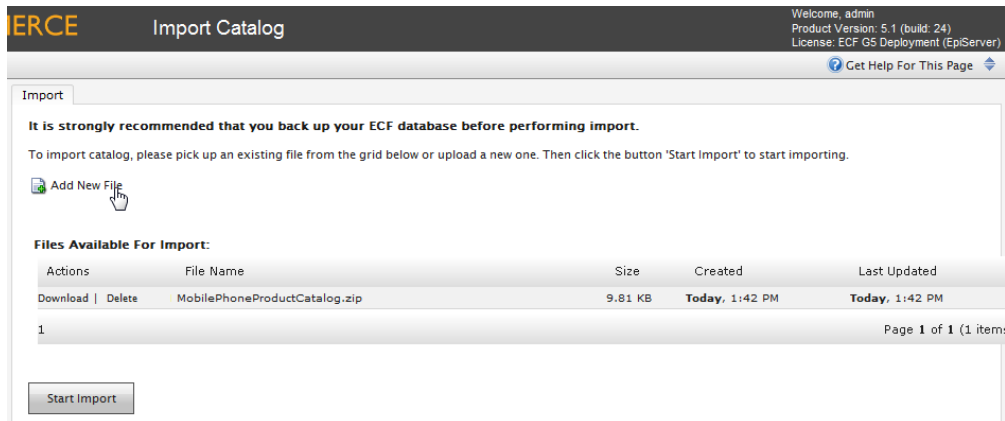 IERCE
Import Catalog
Welcome, admin
Product Version: 5.1 (build: 24)
License: ECF G5 Deployment (EpiServer)
Get Help For This Page
Import
It is strongly recommended that you back up your ECF database before performing import.
To import catalog, please pick up an existing file from the grid below or upload a new one. Then click the button 'Start Import' to start importing.
Add New File
Files Available For Import:
Actions File Name Size Created Last Updated
Download | Delete MobilePhoneProductCatalog.zip 9.81 KB Today, 1:42 PM Today, 1:42 PM
1 Page 1 of 1 (1 items
Start Import